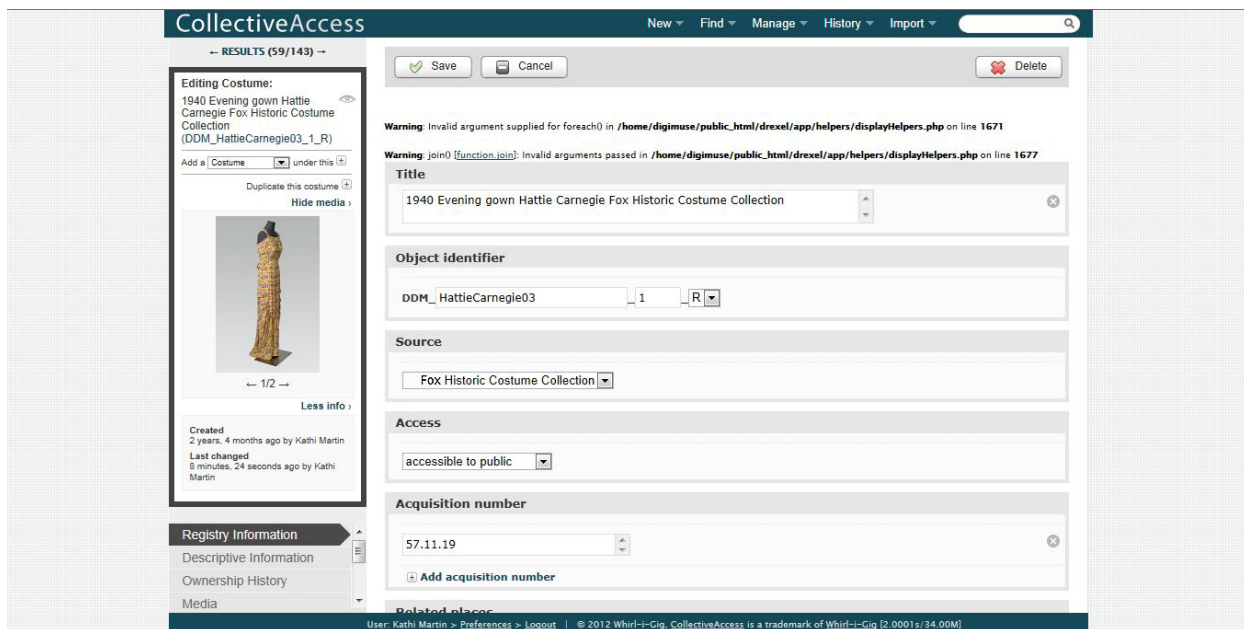 CollectiveAccess
New Find Manage History Import
← RESULTS (59/143) →
Editing Costume:
1940 Evening gown Hattie
Carnegie Fox Historic Costume
Collection
(DDM_HattieCarnegie03_1_R)
Add a Costume under this
Duplicate this costume
Hide media ›
← 1/2 →
Less info ›
Created
2 years, 4 months ago by Kathi Martin
Last changed
8 minutes, 24 seconds ago by Kathi
Martin
Registry Information
Descriptive Information
Ownership History
Media
Save Cancel Delete
Warning: Invalid argument supplied for foreach() in /home/digimuse/public_html/drexel/app/helpers/displayHelpers.php on line 1671
Warning: join() [function.join]: Invalid arguments passed in /home/digimuse/public_html/drexel/app/helpers/displayHelpers.php on line 1677
Title
1940 Evening gown Hattie Carnegie Fox Historic Costume Collection
Object identifier
DDM_ HattieCarnegie03 _ 1 _ R
Source
Fox Historic Costume Collection
Access
accessible to public
Acquisition number
57.11.19
Add acquisition number
Related places
User: Kathi Martin > Preferences > Logout | © 2012 Whirl-i-Gig, CollectiveAccess is a trademark of Whirl-i-Gig [2.0001s/34.00M]